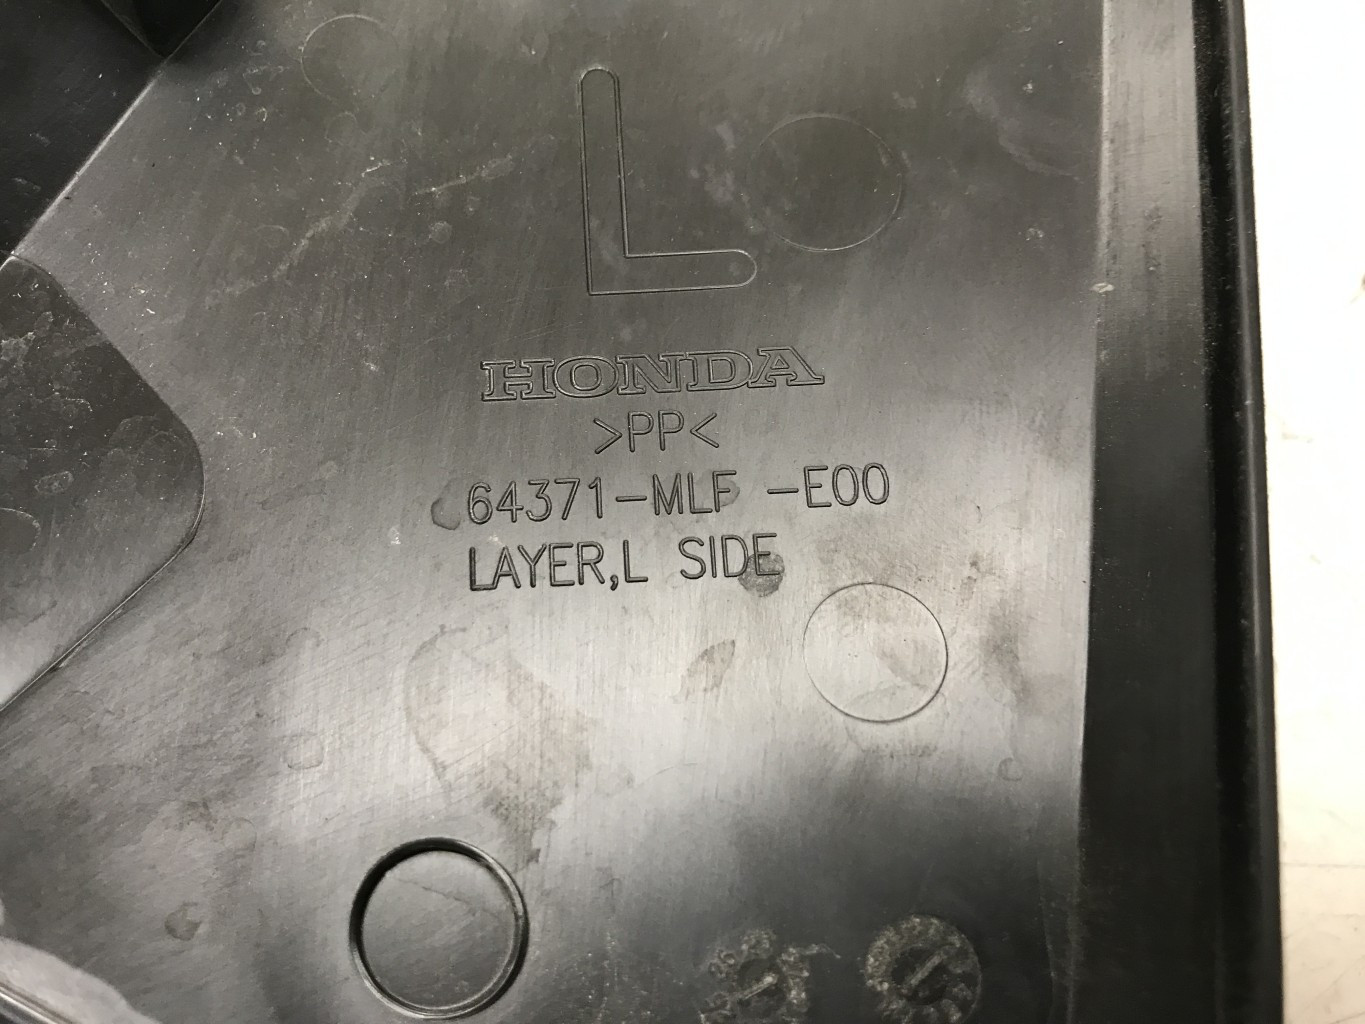 L
HONDA
>PP<
64371-MLF -E00
LAYER,L SIDE